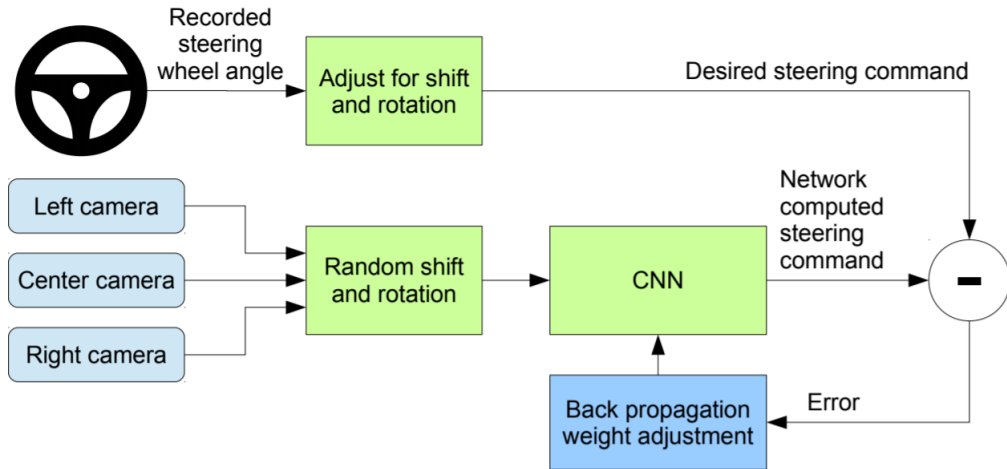 Recorded
steering
wheel angle
Adjust for shift
and rotation
Desired steering command
Left camera
Center camera
Right camera
Random shift
and rotation
CNN
Network
computed
steering
command
-
Back propagation
weight adjustment
Error